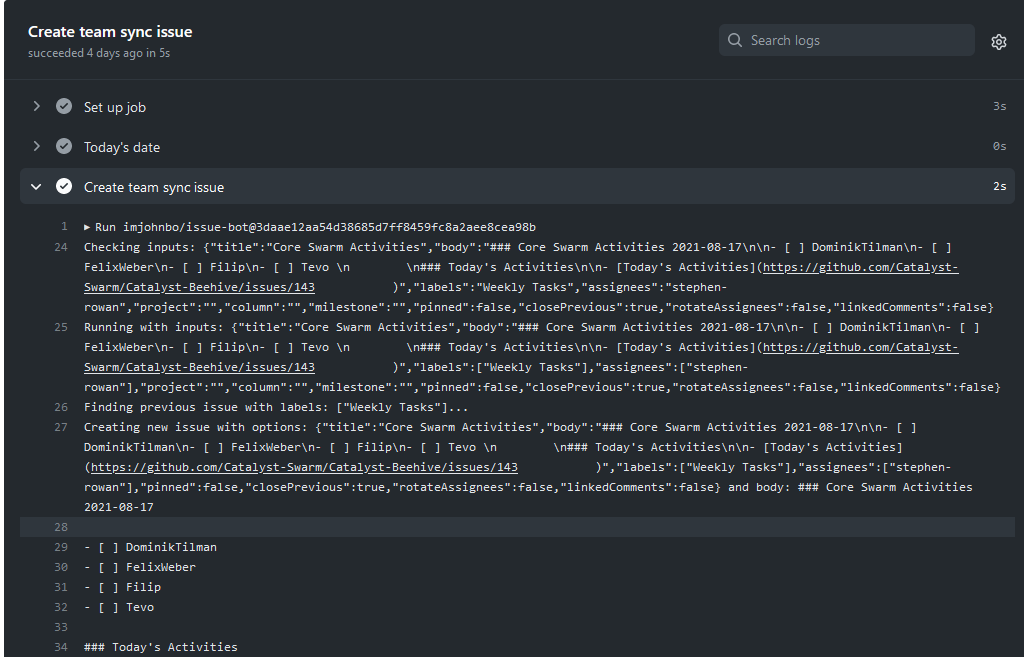 Create team sync issue
succeeded 4 days ago in 5s
Search logs
Set up job 3s
Today's date 0s
Create team sync issue 2s
1 ▸ Run imjohnbo/issue-bot@3daae12aa54d38685d7ff8459fc8a2aee8cea98b
24 Checking inputs: {"title":"Core Swarm Activities","body":"### Core Swarm Activities 2021-08-17\n\n- [ ] DominikTilman\n- [ ]
FelixWeber\n- [ ] Filip\n- [ ] Tevo \n        \n### Today's Activities\n\n- [Today's Activities](https://github.com/Catalyst-
Swarm/Catalyst-Beehive/issues/143           )","labels":"Weekly Tasks","assignees":"stephen-
rowan","project":"","column":"","milestone":"","pinned":false,"closePrevious":true,"rotateAssignees":false,"linkedComments":false}
25 Running with inputs: {"title":"Core Swarm Activities","body":"### Core Swarm Activities 2021-08-17\n\n- [ ] DominikTilman\n- [ ]
FelixWeber\n- [ ] Filip\n- [ ] Tevo \n        \n### Today's Activities\n\n- [Today's Activities](https://github.com/Catalyst-
Swarm/Catalyst-Beehive/issues/143           )","labels":["Weekly Tasks"],"assignees":["stephen-
rowan"],"project":"","column":"","milestone":"","pinned":false,"closePrevious":true,"rotateAssignees":false,"linkedComments":false}
26 Finding previous issue with labels: ["Weekly Tasks"]...
27 Creating new issue with options: {"title":"Core Swarm Activities","body":"### Core Swarm Activities 2021-08-17\n\n- [ ]
DominikTilman\n- [ ] FelixWeber\n- [ ] Filip\n- [ ] Tevo \n        \n### Today's Activities\n\n- [Today's Activities]
(https://github.com/Catalyst-Swarm/Catalyst-Beehive/issues/143           )","labels":["Weekly Tasks"],"assignees":["stephen-
rowan"],"pinned":false,"closePrevious":true,"rotateAssignees":false,"linkedComments":false} and body: ### Core Swarm Activities
2021-08-17
28
29 - [ ] DominikTilman
30 - [ ] FelixWeber
31 - [ ] Filip
32 - [ ] Tevo
33
34 ### Today's Activities